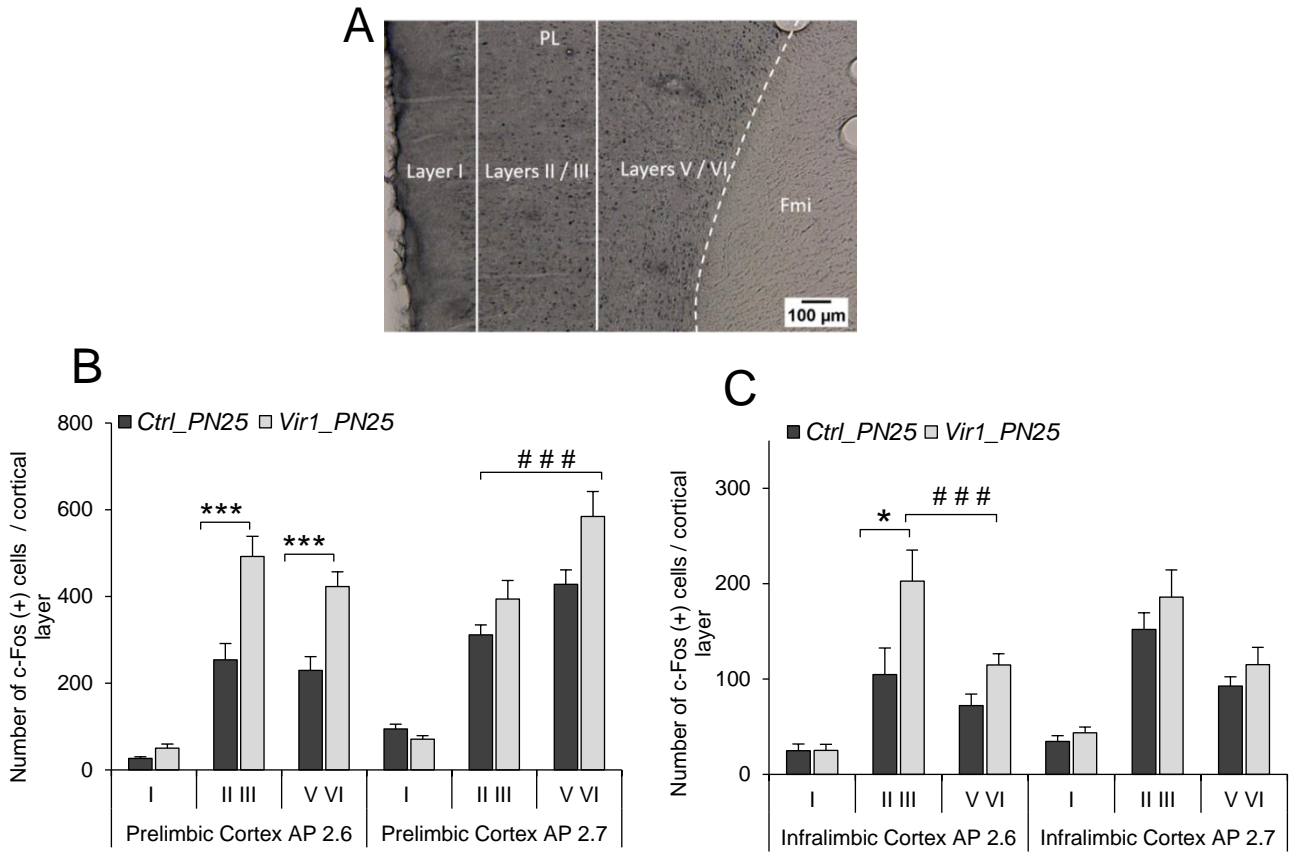 A
PL
Layer I
Layers II / III
Layers V / VI
Fmi
100 µm
B
Ctrl_PN25
Vir1_PN25
Number of c-Fos (+) cells / cortical
layer
800
600
400
200
0
***
***
# # #
I
II III
V VI
I
II III
V VI
Prelimbic Cortex AP 2.6
Prelimbic Cortex AP 2.7
C
Ctrl_PN25
Vir1_PN25
Number of c-Fos (+) cells / cortical
layer
300
200
100
0
*
# # #
I
II III
V VI
I
II III
V VI
Infralimbic Cortex AP 2.6
Infralimbic Cortex AP 2.7